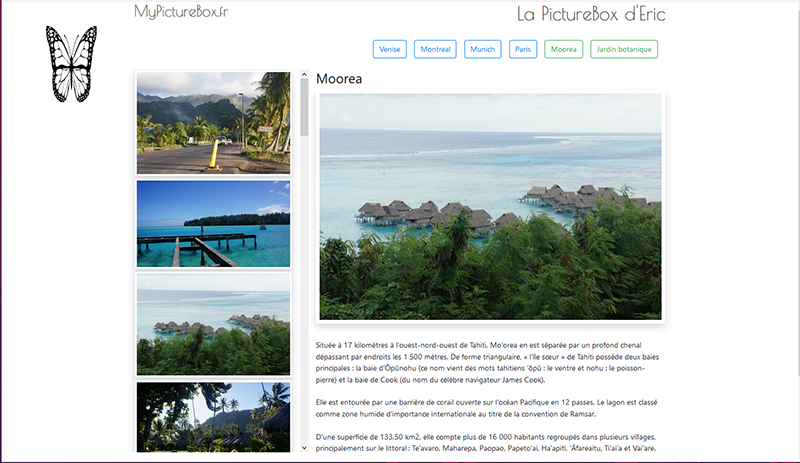 MyPictureBox.fr
La PictureBox d'Eric
Venise
Montreal
Munich
Paris
Moorea
Jardin botanique
Moorea
Située à 17 kilomètres à l'ouest-nord-ouest de Tahiti, Mo'orea en est séparée par un profond chenal
dépassant par endroits les 1 500 mètres. De forme triangulaire, « l'île sœur » de Tahiti possède deux baies
principales : la baie d'Ōpūnohu (ce nom vient des mots tahitiens 'ōpū : le ventre et nohu : le poisson-
pierre) et la baie de Cook (du nom du célèbre navigateur James Cook).
Elle est entourée par une barrière de corail ouverte sur l'océan Pacifique en 12 passes. Le lagon est classé
comme zone humide d'importance internationale au titre de la convention de Ramsar.
D'une superficie de 133,50 km2, elle compte plus de 16 000 habitants regroupés dans plusieurs villages,
principalement sur le littoral : Te'avaro, Maharepa, Paopao, Papeto'ai, Ha'apiti, 'Āfareaitu, Ti'ai'a et Vai'are.